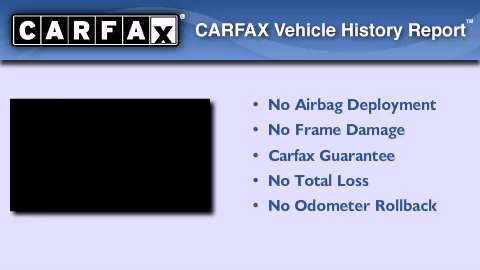 CARFAX® CARFAX Vehicle History Report™
• No Airbag Deployment
• No Frame Damage
• Carfax Guarantee
• No Total Loss
• No Odometer Rollback